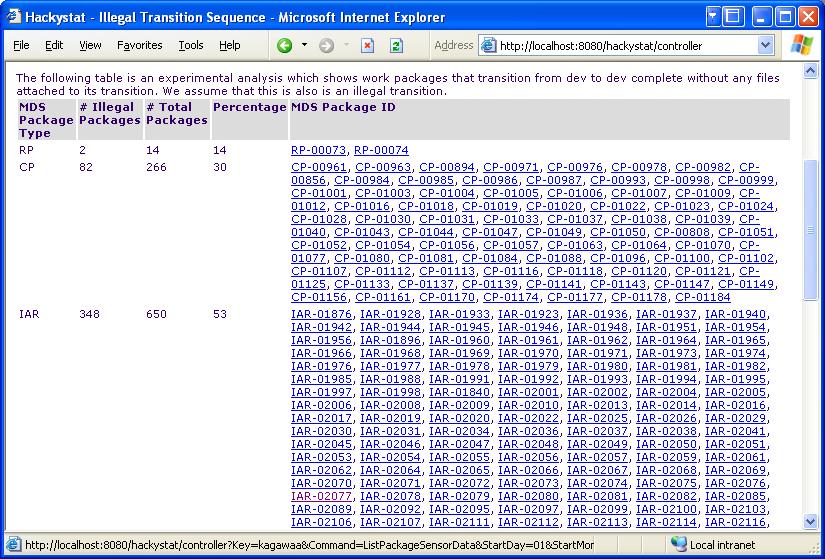 Hackystat - Illegal Transition Sequence - Microsoft Internet Explorer
File Edit View Favorites Tools Help
Address http://localhost:8080/hackystat/controller
The following table is an experimental analysis which shows work packages that transition from dev to dev complete without any files
attached to its transition. We assume that this is also is an illegal transition.
MDS Package Type # Illegal Packages # Total Packages Percentage MDS Package ID
RP 2 14 14 RP-00073, RP-00074
CP 82 266 30 CP-00961, CP-00963, CP-00894, CP-00971, CP-00976, CP-00978, CP-00982, CP-
00856, CP-00984, CP-00985, CP-00986, CP-00987, CP-00993, CP-00998, CP-00999,
CP-01001, CP-01003, CP-01004, CP-01005, CP-01006, CP-01007, CP-01009, CP-
01012, CP-01016, CP-01018, CP-01019, CP-01020, CP-01022, CP-01023, CP-01024,
CP-01028, CP-01030, CP-01031, CP-01033, CP-01037, CP-01038, CP-01039, CP-
01040, CP-01043, CP-01044, CP-01047, CP-01049, CP-01050, CP-00808, CP-01051,
CP-01052, CP-01054, CP-01056, CP-01057, CP-01063, CP-01064, CP-01070, CP-
01077, CP-01080, CP-01081, CP-01084, CP-01088, CP-01096, CP-01100, CP-01102,
CP-01107, CP-01112, CP-01113, CP-01116, CP-01118, CP-01120, CP-01121, CP-
01125, CP-01133, CP-01137, CP-01139, CP-01141, CP-01143, CP-01147, CP-01149,
CP-01156, CP-01161, CP-01170, CP-01174, CP-01177, CP-01178, CP-01184
IAR 348 650 53 IAR-01876, IAR-01928, IAR-01933, IAR-01923, IAR-01936, IAR-01937, IAR-01940,
IAR-01942, IAR-01944, IAR-01945, IAR-01946, IAR-01948, IAR-01951, IAR-01954,
IAR-01956, IAR-01896, IAR-01960, IAR-01961, IAR-01962, IAR-01964, IAR-01965,
IAR-01966, IAR-01968, IAR-01969, IAR-01970, IAR-01971, IAR-01973, IAR-01974,
IAR-01976, IAR-01977, IAR-01978, IAR-01979, IAR-01980, IAR-01981, IAR-01982,
IAR-01985, IAR-01988, IAR-01991, IAR-01992, IAR-01993, IAR-01994, IAR-01995,
IAR-01997, IAR-01998, IAR-01840, IAR-02001, IAR-02002, IAR-02004, IAR-02005,
IAR-02006, IAR-02008, IAR-02009, IAR-02010, IAR-02013, IAR-02014, IAR-02016,
IAR-02017, IAR-02019, IAR-02020, IAR-02022, IAR-02025, IAR-02026, IAR-02029,
IAR-02030, IAR-02031, IAR-02034, IAR-02036, IAR-02037, IAR-02038, IAR-02041,
IAR-02045, IAR-02046, IAR-02047, IAR-02048, IAR-02049, IAR-02050, IAR-02051,
IAR-02053, IAR-02054, IAR-02055, IAR-02056, IAR-02057, IAR-02059, IAR-02061,
IAR-02062, IAR-02064, IAR-02065, IAR-02066, IAR-02067, IAR-02068, IAR-02069,
IAR-02070, IAR-02071, IAR-02072, IAR-02073, IAR-02074, IAR-02075, IAR-02076,
IAR-02077, IAR-02078, IAR-02079, IAR-02080, IAR-02081, IAR-02082, IAR-02085,
IAR-02089, IAR-02092, IAR-02095, IAR-02096, IAR-02097, IAR-02099, IAR-02102,
IAR-02106, IAR-02107, IAR-02111, IAR-02112, IAR-02113, IAR-02114, IAR-02116,
http://localhost:8080/hackystat/controller?Key=kagawaa&Command=ListPackageSensorData&StartDay=01&StartMor Local intranet